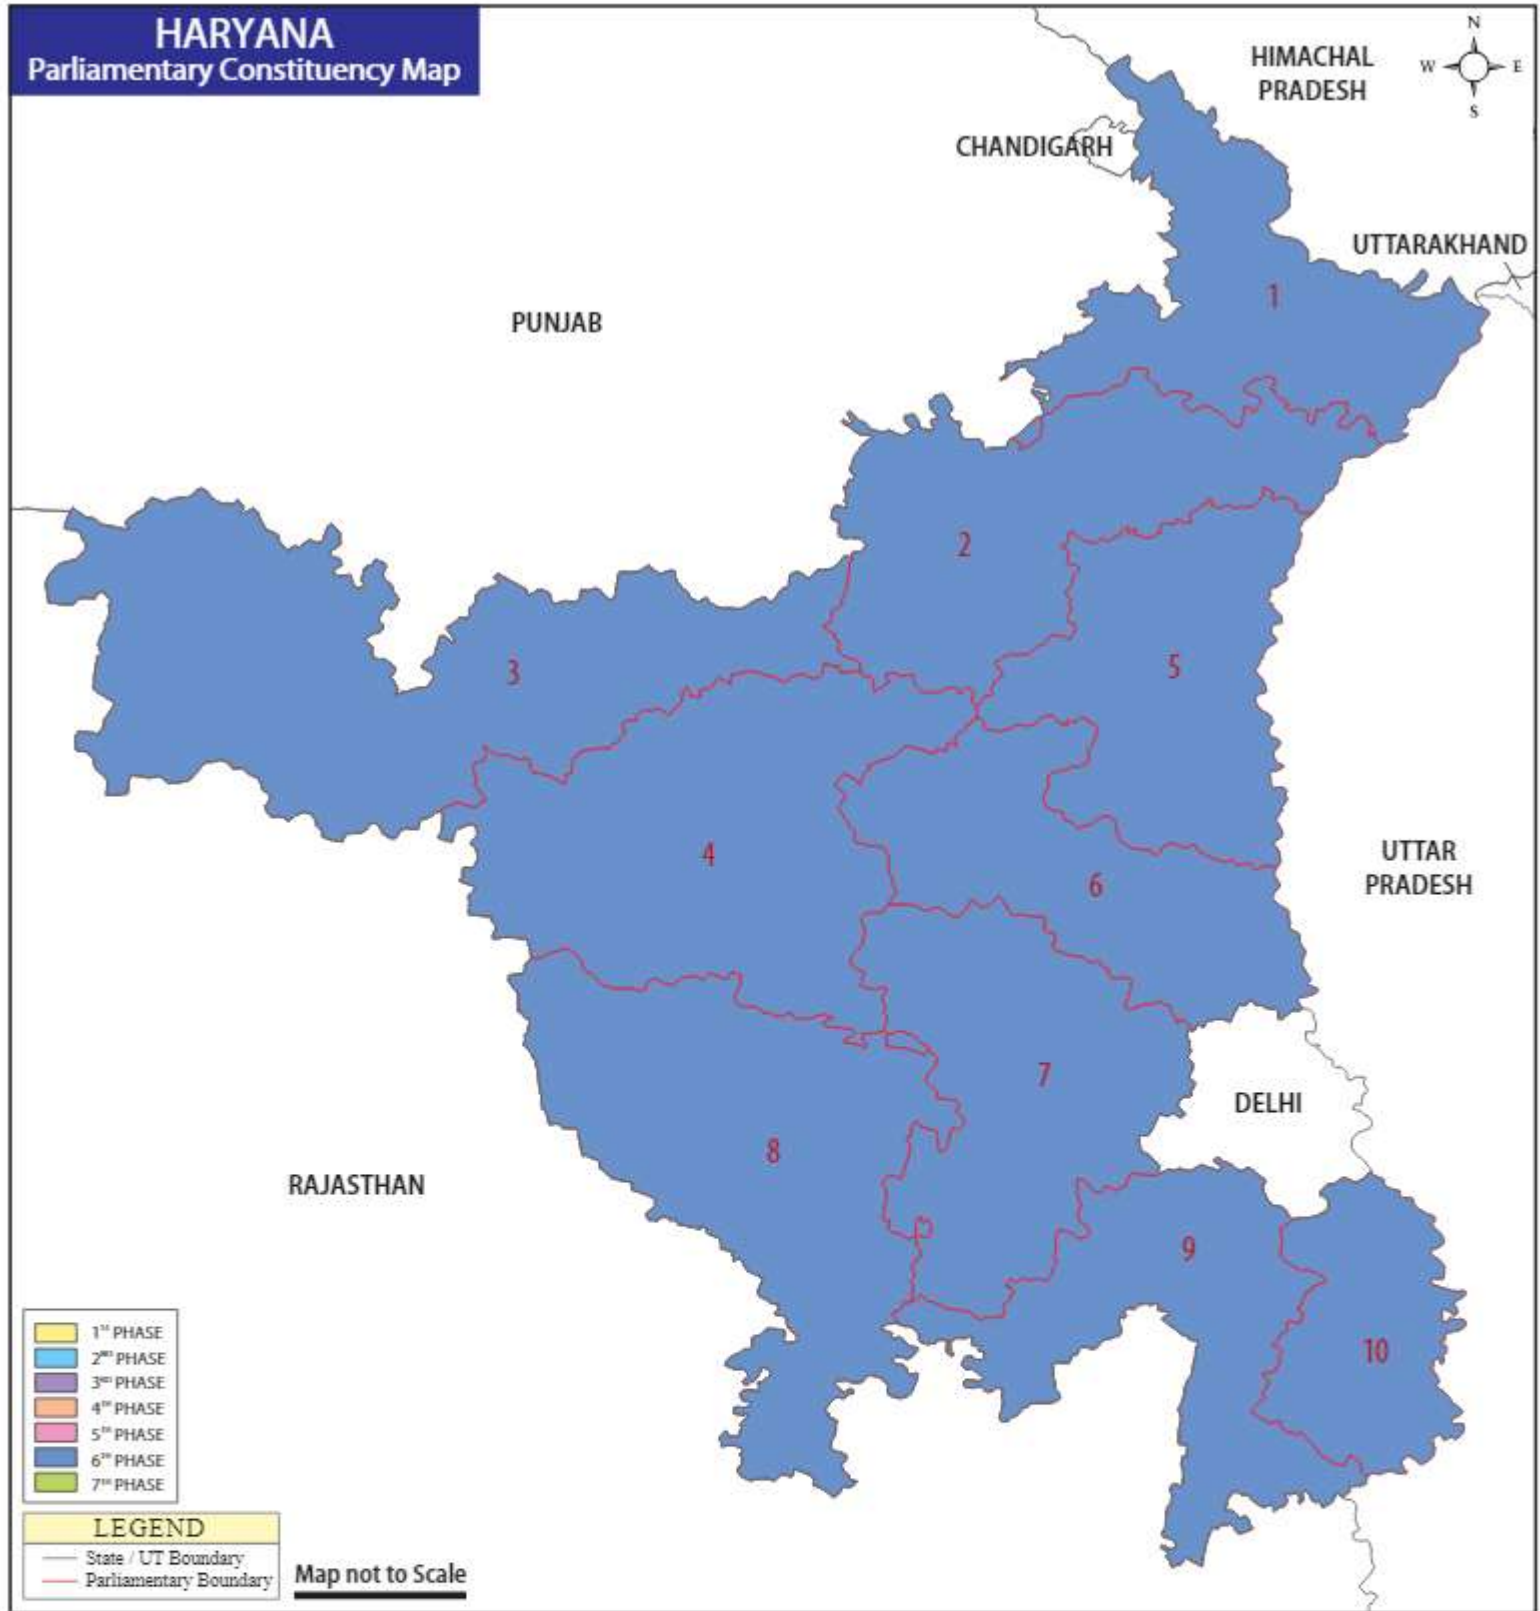 HARYANA
Parliamentary Constituency Map
N
W E
S
HIMACHAL
PRADESH
CHANDIGARH
UTTARAKHAND
1
PUNJAB
2
3
5
4
6
UTTAR
PRADESH
7
DELHI
8
RAJASTHAN
9
10
1ST PHASE
2ND PHASE
3RD PHASE
4TH PHASE
5TH PHASE
6TH PHASE
7TH PHASE
LEGEND
State / UT Boundary
Parliamentary Boundary
Map not to Scale